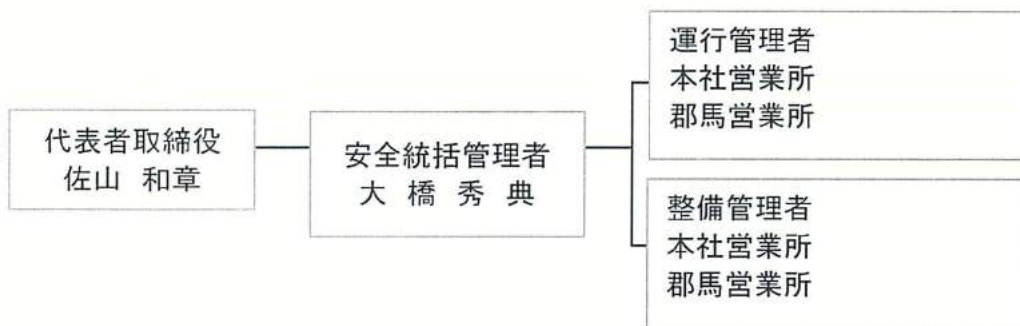 代表者取締役
佐山 和章
安全統括管理者
大 橋 秀 典
運行管理者
本社営業所
郡馬営業所
整備管理者
本社営業所
郡馬営業所